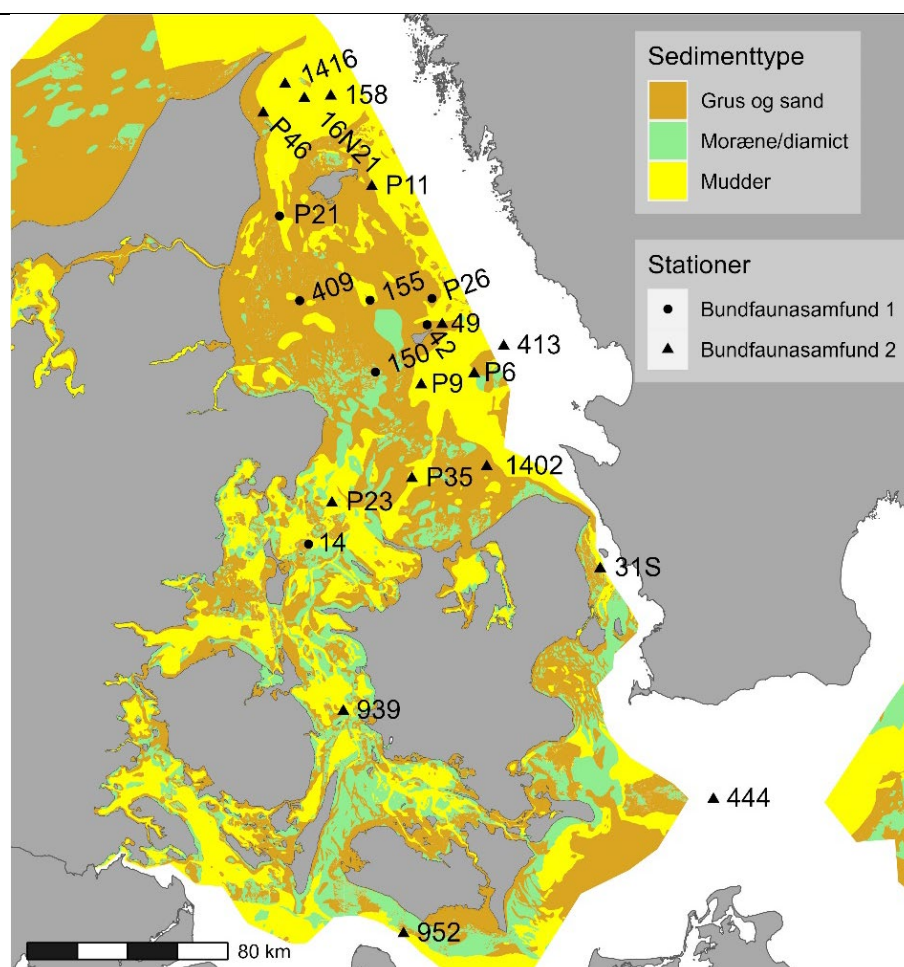 Sedimenttype
Grus og sand
Moræne/diamict
Mudder
Stationer
Bundfaunasamfund 1
Bundfaunasamfund 2
1416
158
P46
16N21
P11
P21
409
155
P26
49
42
413
150
P9
P6
1402
P35
P23
14
31S
939
444
952
80 km